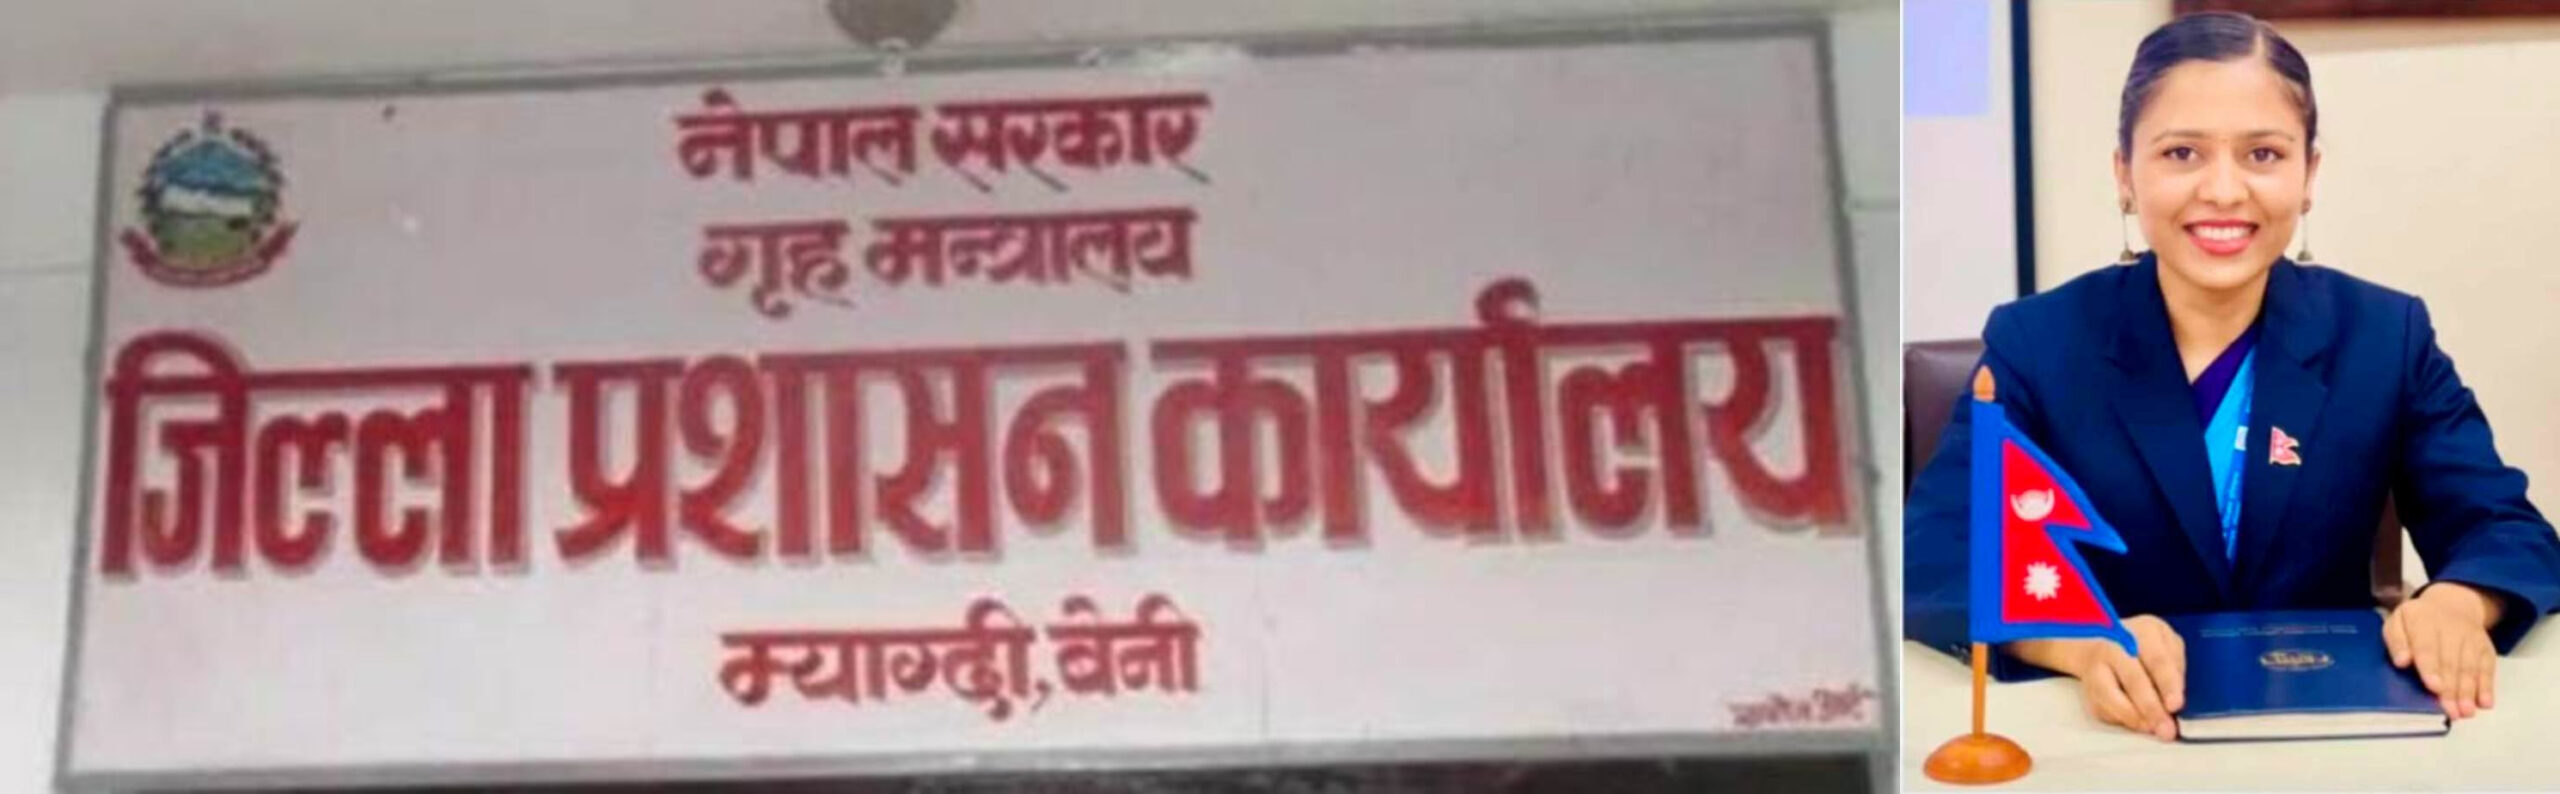 नेपाल सरकार
गृह मन्त्रालय
जिल्ला प्रशासन कार्यालय
म्याग्दी, बेनी